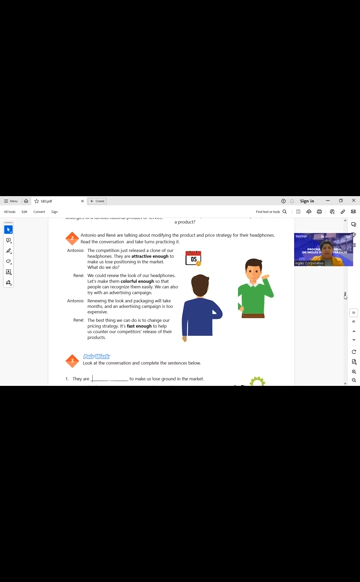 Menu
SB3.pdf
+ Create
Sign in
All tools Edit Convert Sign
Find text or tools
a product?
Antonio and René are talking about modifying the product and price strategy for their headphones.
Read the conversation and take turns practicing it.
Antonio: The competition just released a clone of our
headphones. They are attractive enough to
make us lose positioning in the market.
What do we do?
René: We could renew the look of our headphones.
Let's make them colorful enough so that
people can recognize them easily. We can also
try with an advertising campaign.
Antonio: Renewing the look and packaging will take
months, and an advertising campaign is too
expensive.
René: The best thing we can do is to change our
pricing strategy. It's fast enough to help
us counter our competitors' release of their
products.
05
Look at the conversation and complete the sentences below.
1. They are ________ ________ to make us lose ground in the market.